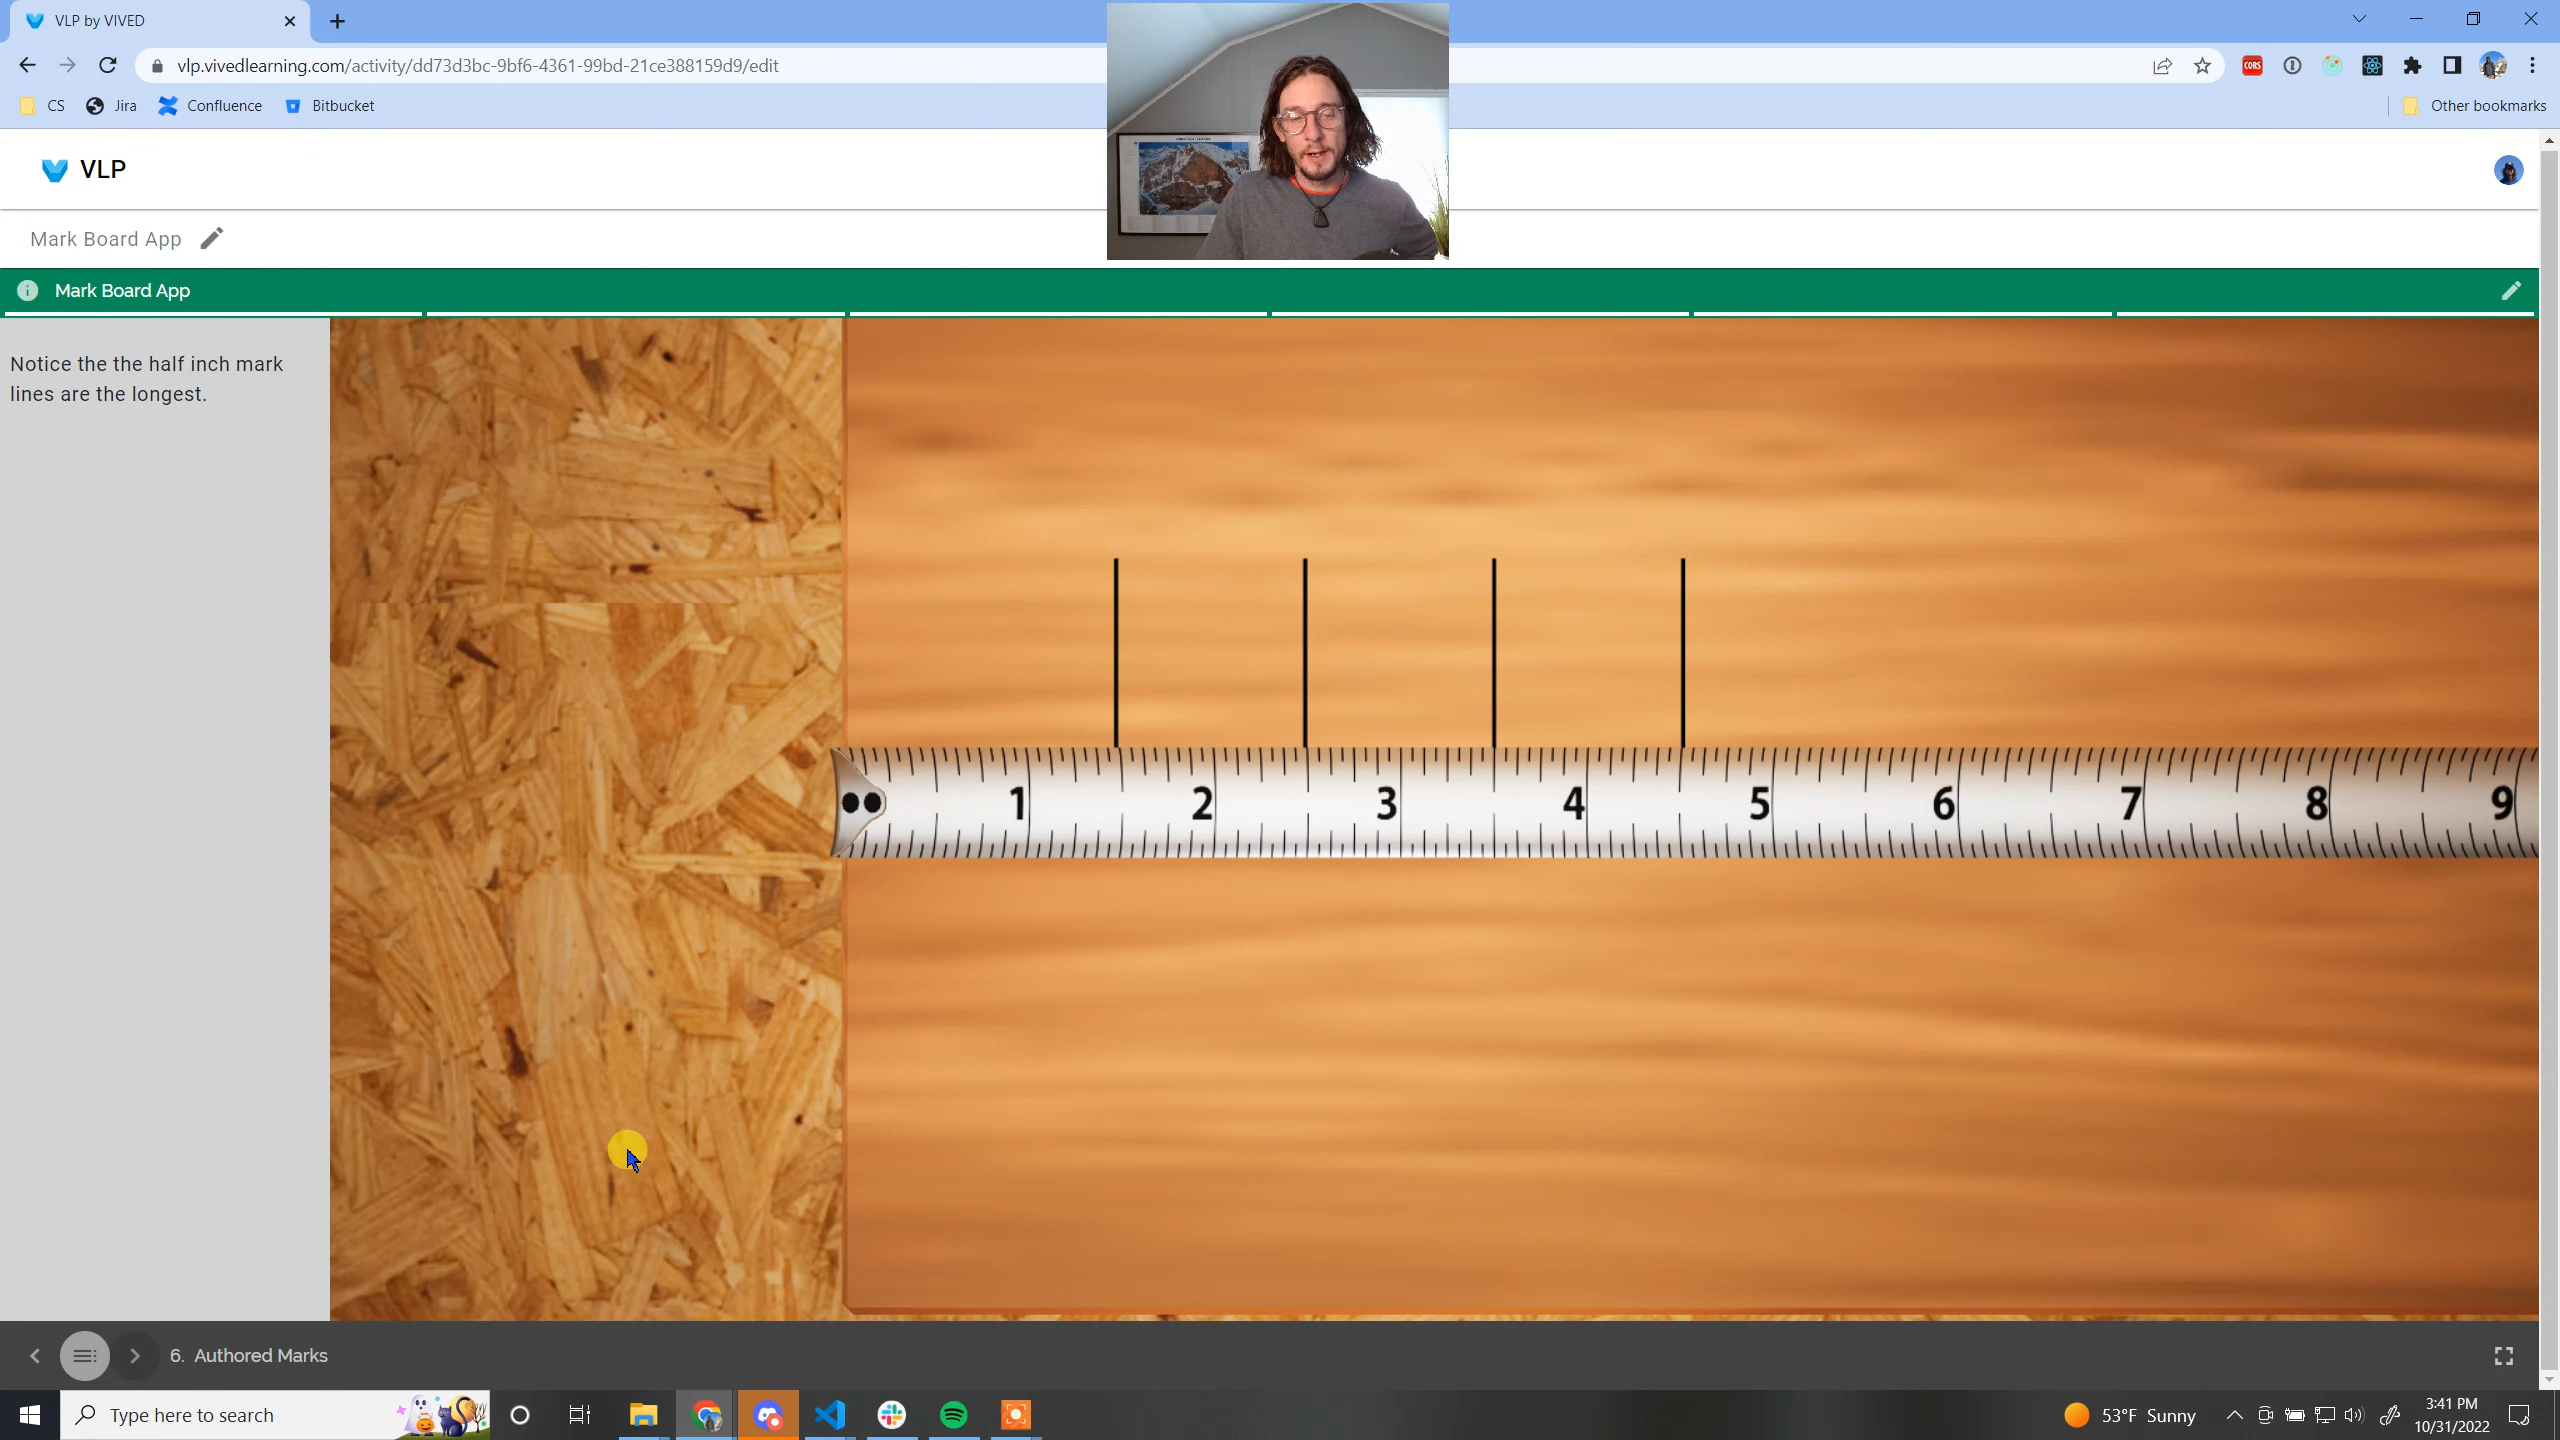 VLP by VIVED
vlp.vivedlearning.com/activity/dd73d3bc-9bf6-4361-99bd-21ce388159d9/edit
CORS
CS
Jira
Confluence
Bitbucket
Other bookmarks
VLP
Mark Board App
Mark Board App
Notice the the half inch mark
lines are the longest.
1 2 3 4 5 6 7 8 9
6. Authored Marks
Type here to search
53°F Sunny
3:41 PM
10/31/2022